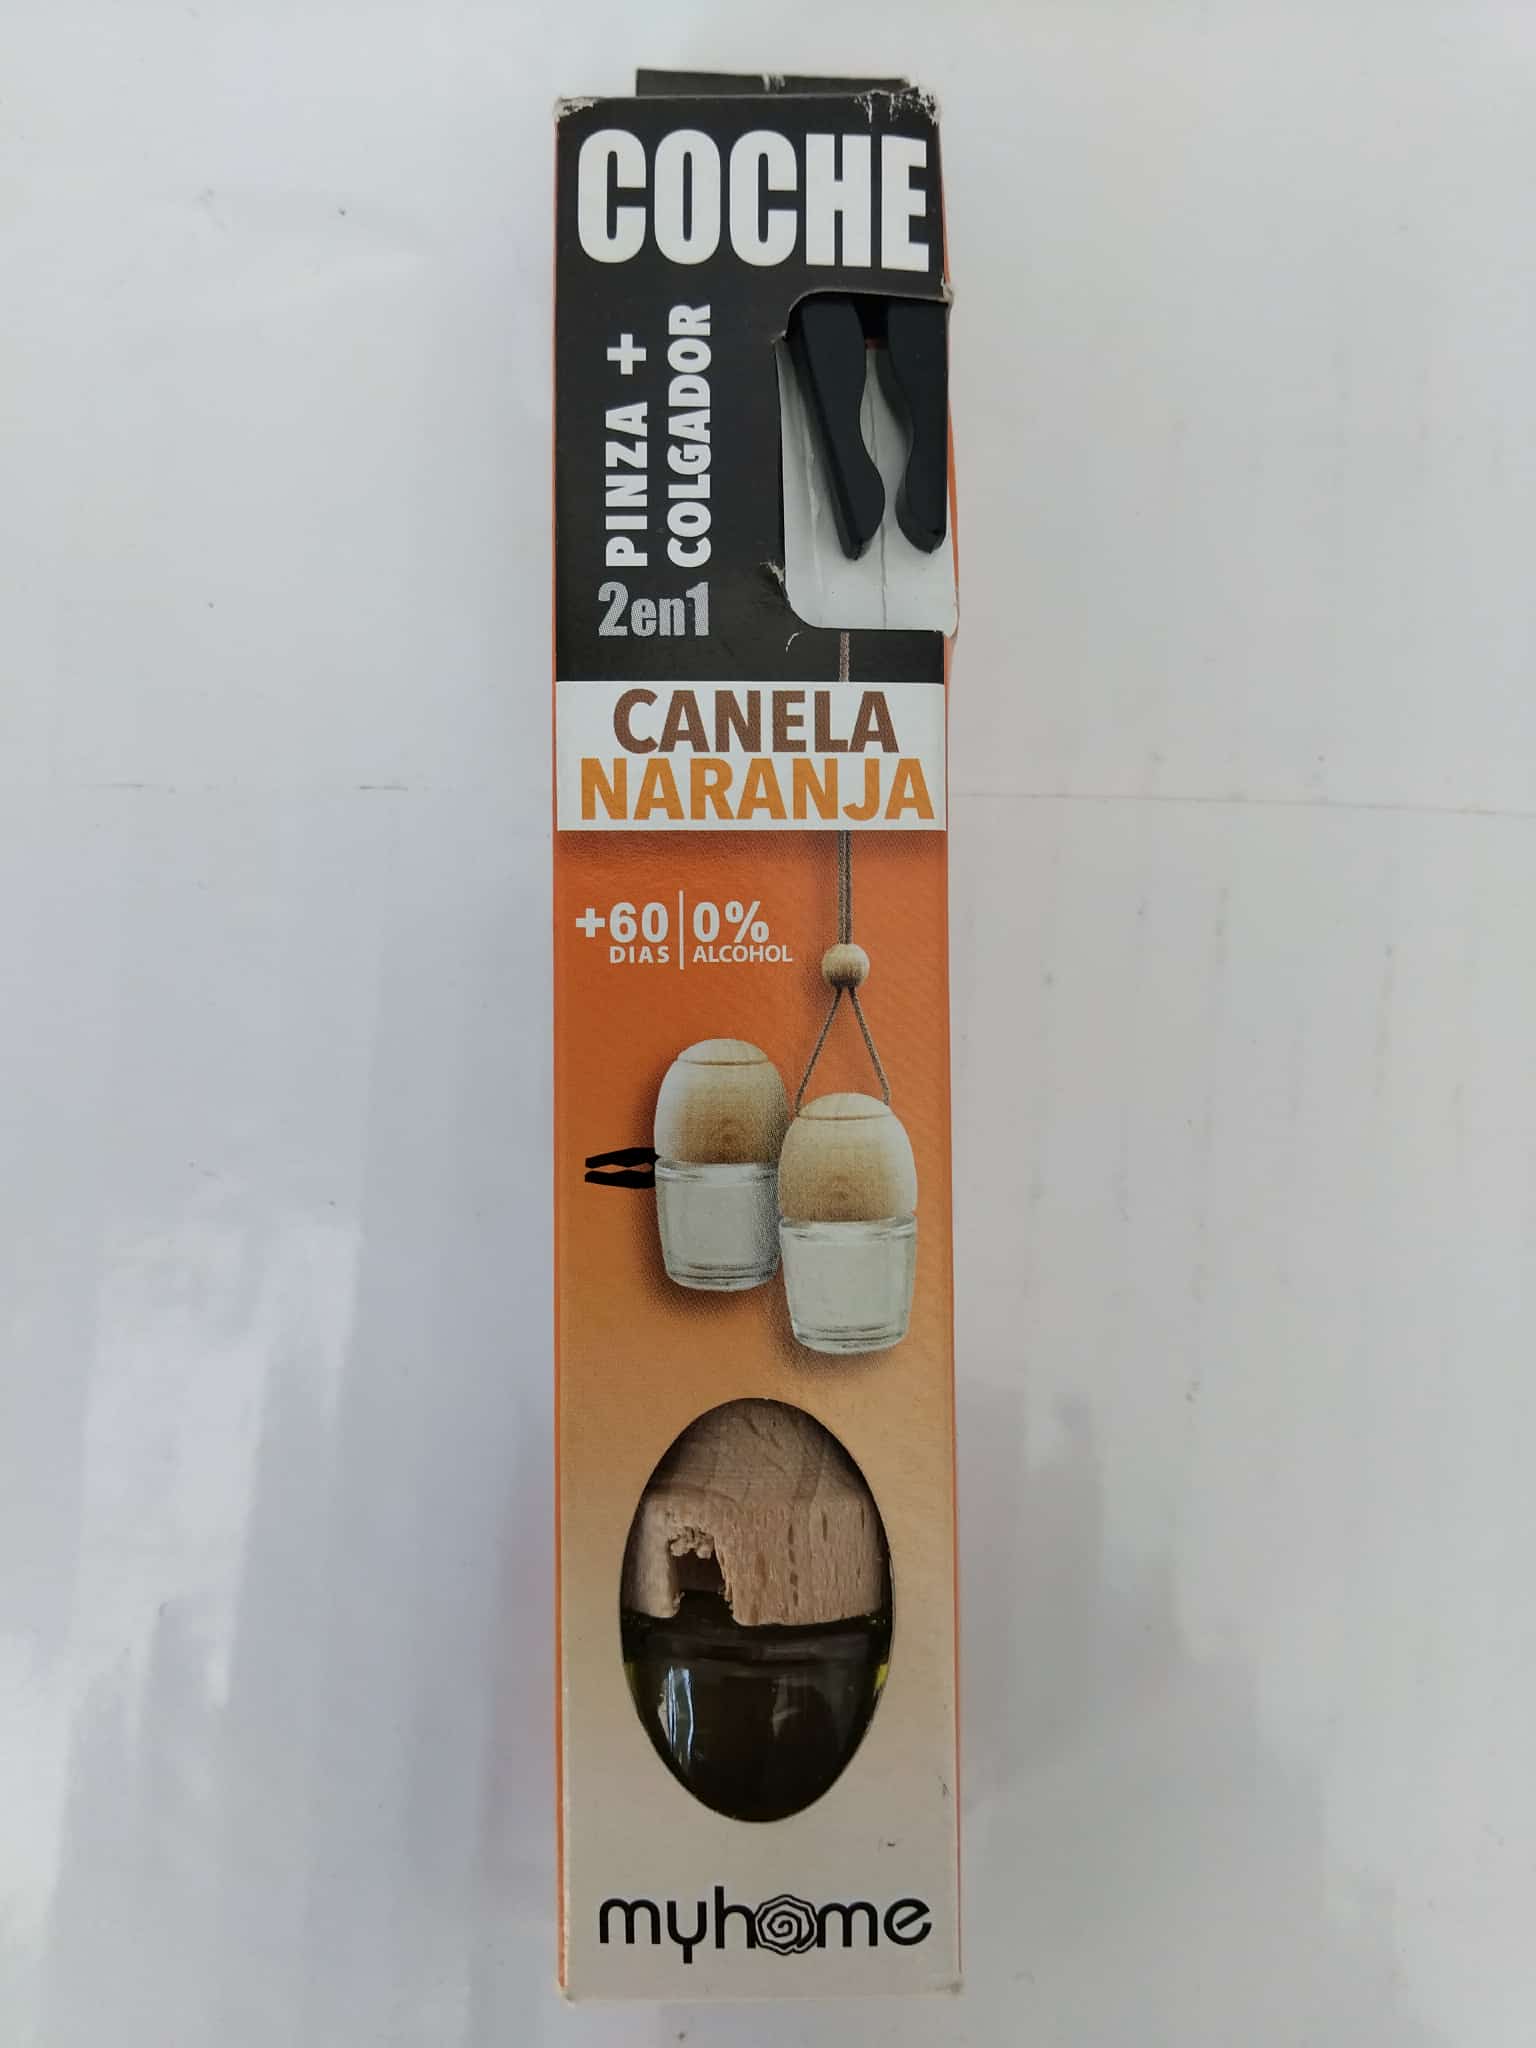 COCHE
PINZA +
COLGADOR
2en1
CANELA
NARANJA
+60 DIAS | 0% ALCOHOL
myhome